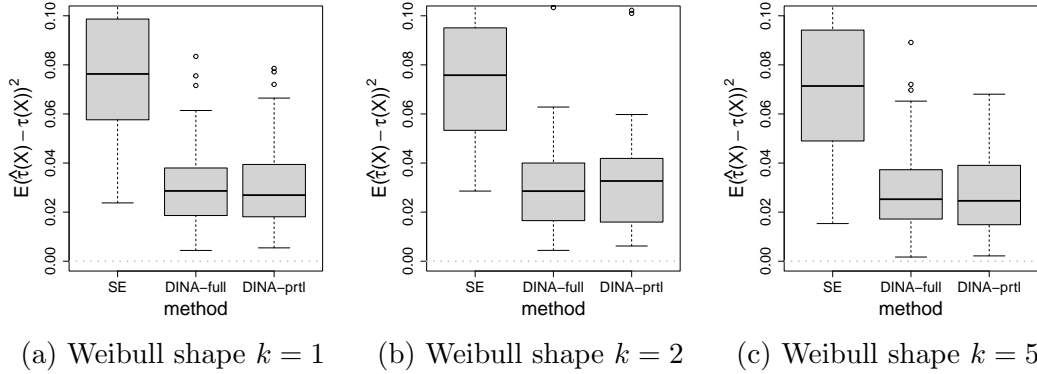 E(τ̂(X) − τ(X))²
0.00 0.02 0.04 0.06 0.08 0.10
SE DINA−full DINA−prtl
method
(a) Weibull shape k = 1
E(τ̂(X) − τ(X))²
0.00 0.02 0.04 0.06 0.08 0.10
SE DINA−full DINA−prtl
method
(b) Weibull shape k = 2
E(τ̂(X) − τ(X))²
0.00 0.02 0.04 0.06 0.08 0.10
SE DINA−full DINA−prtl
method
(c) Weibull shape k = 5